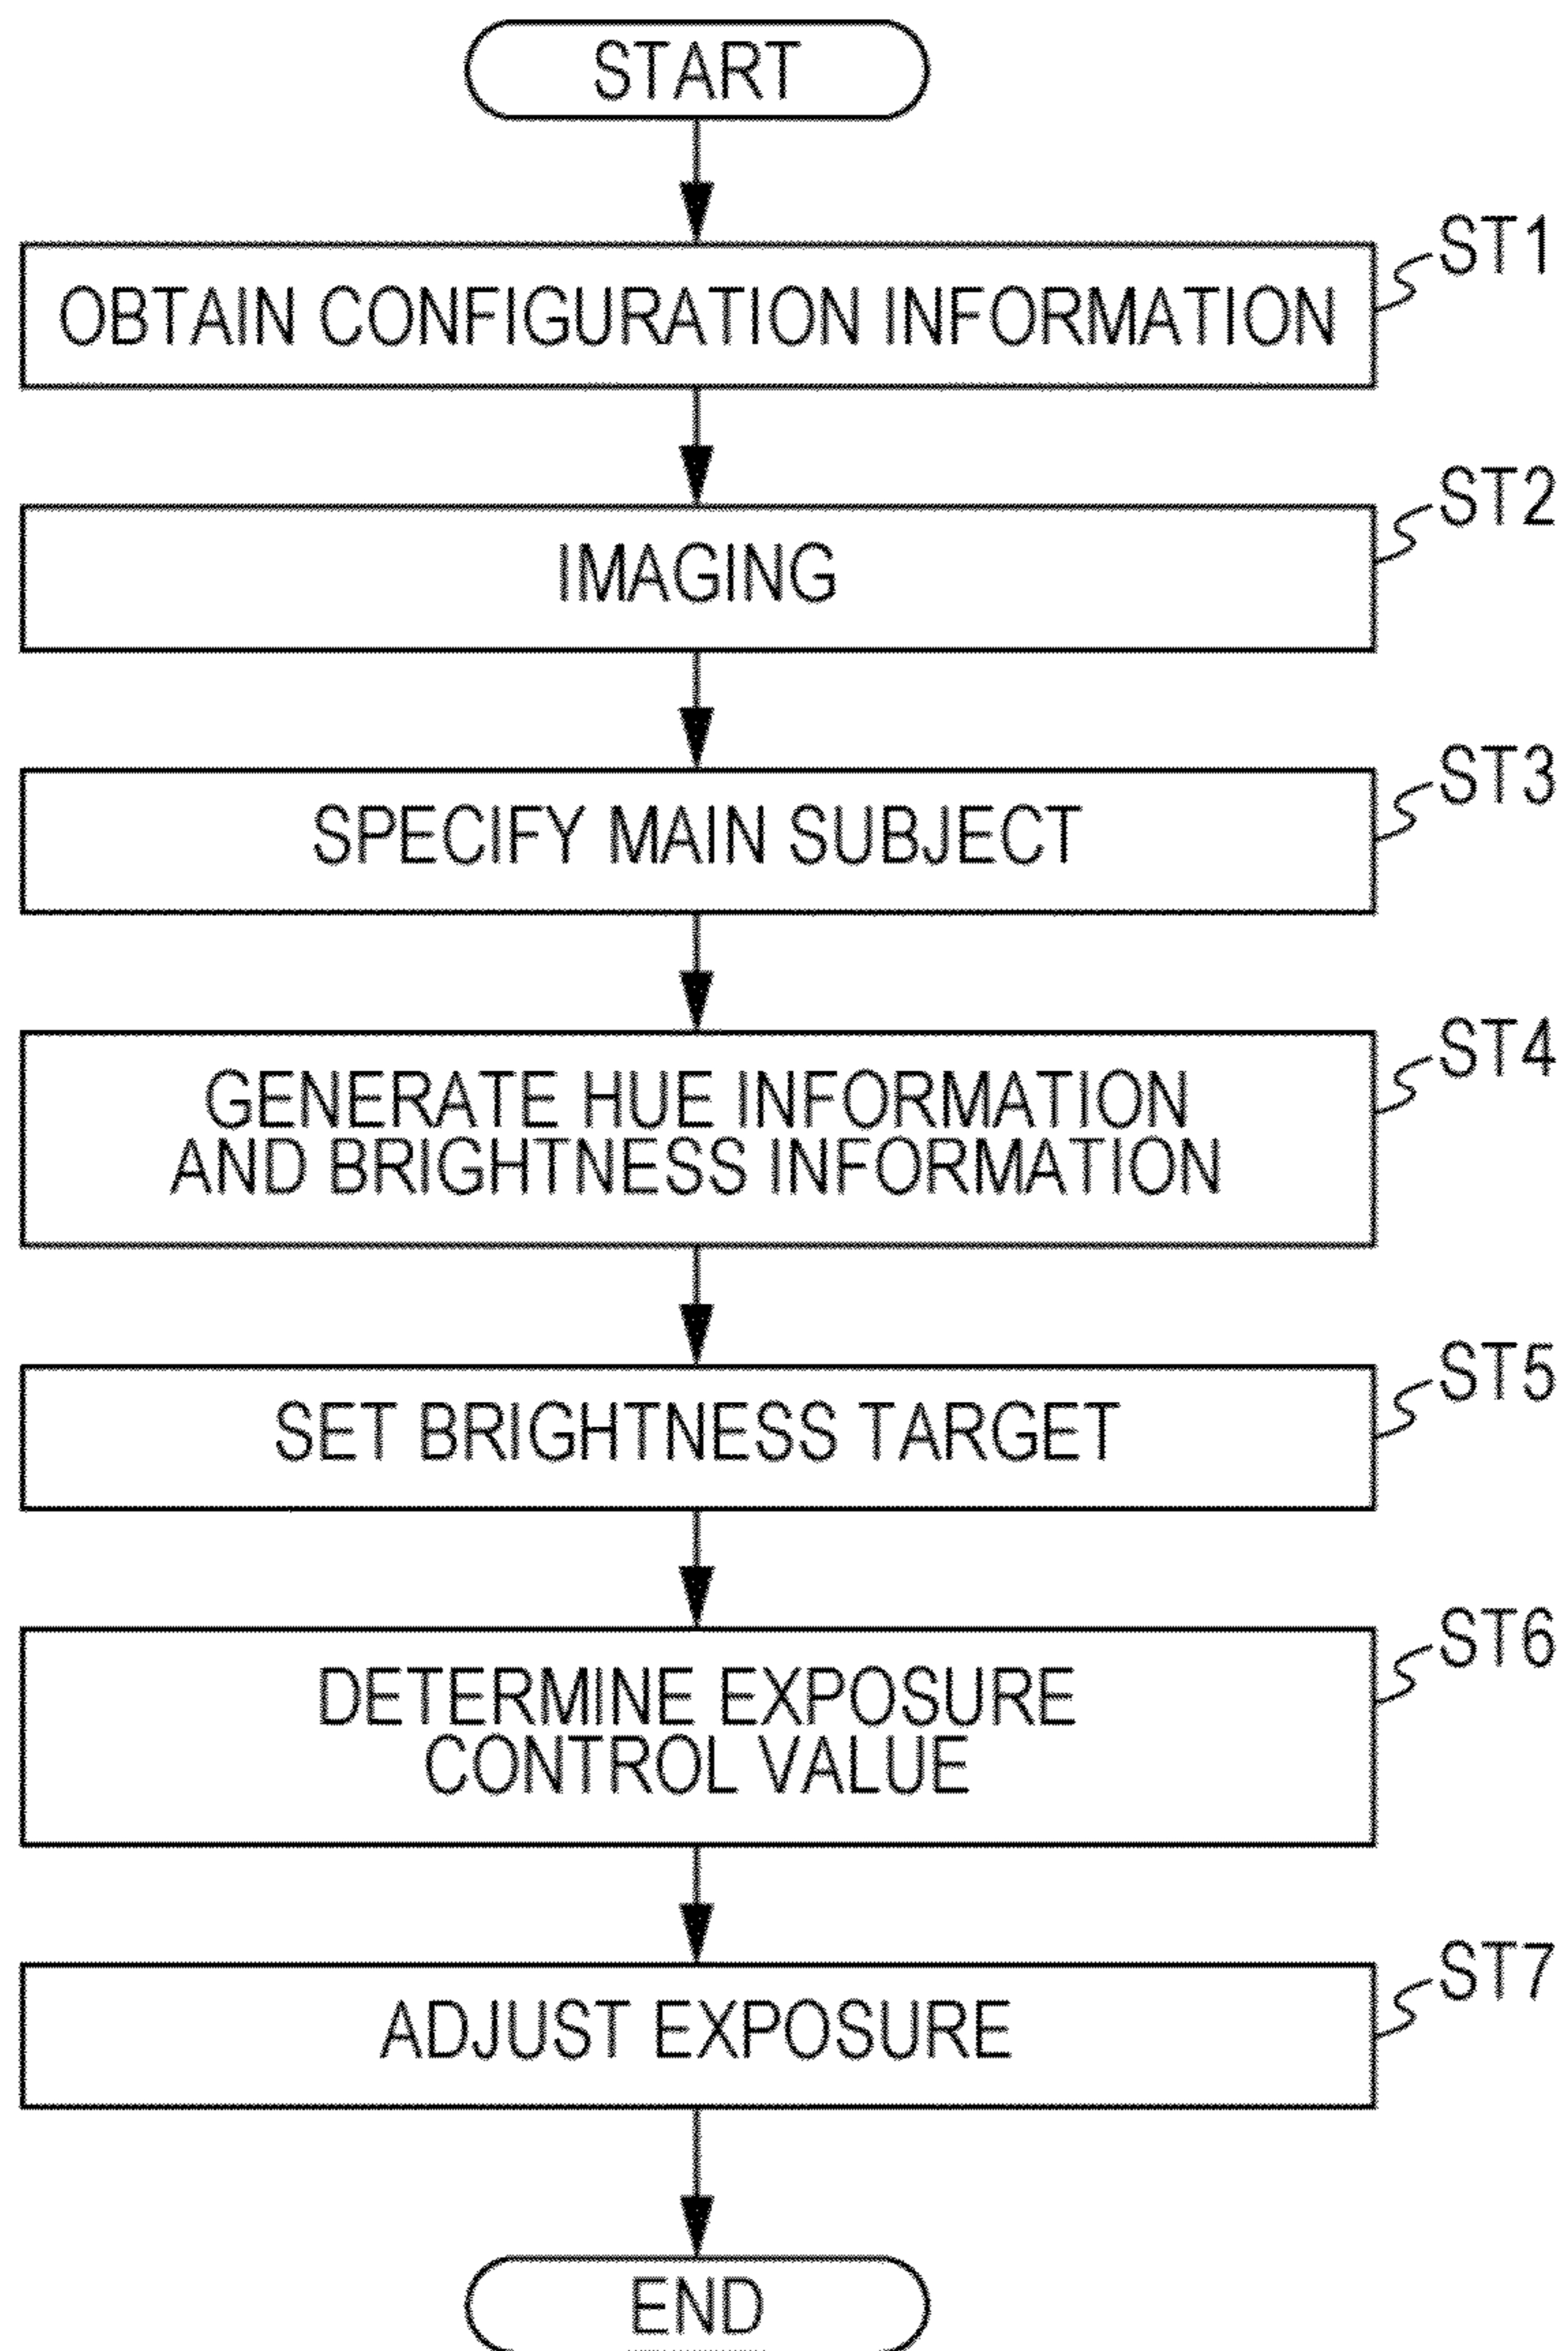 START
ST1
OBTAIN CONFIGURATION INFORMATION
ST2
IMAGING
ST3
SPECIFY MAIN SUBJECT
ST4
GENERATE HUE INFORMATION
AND BRIGHTNESS INFORMATION
ST5
SET BRIGHTNESS TARGET
ST6
DETERMINE EXPOSURE
CONTROL VALUE
ST7
ADJUST EXPOSURE
END